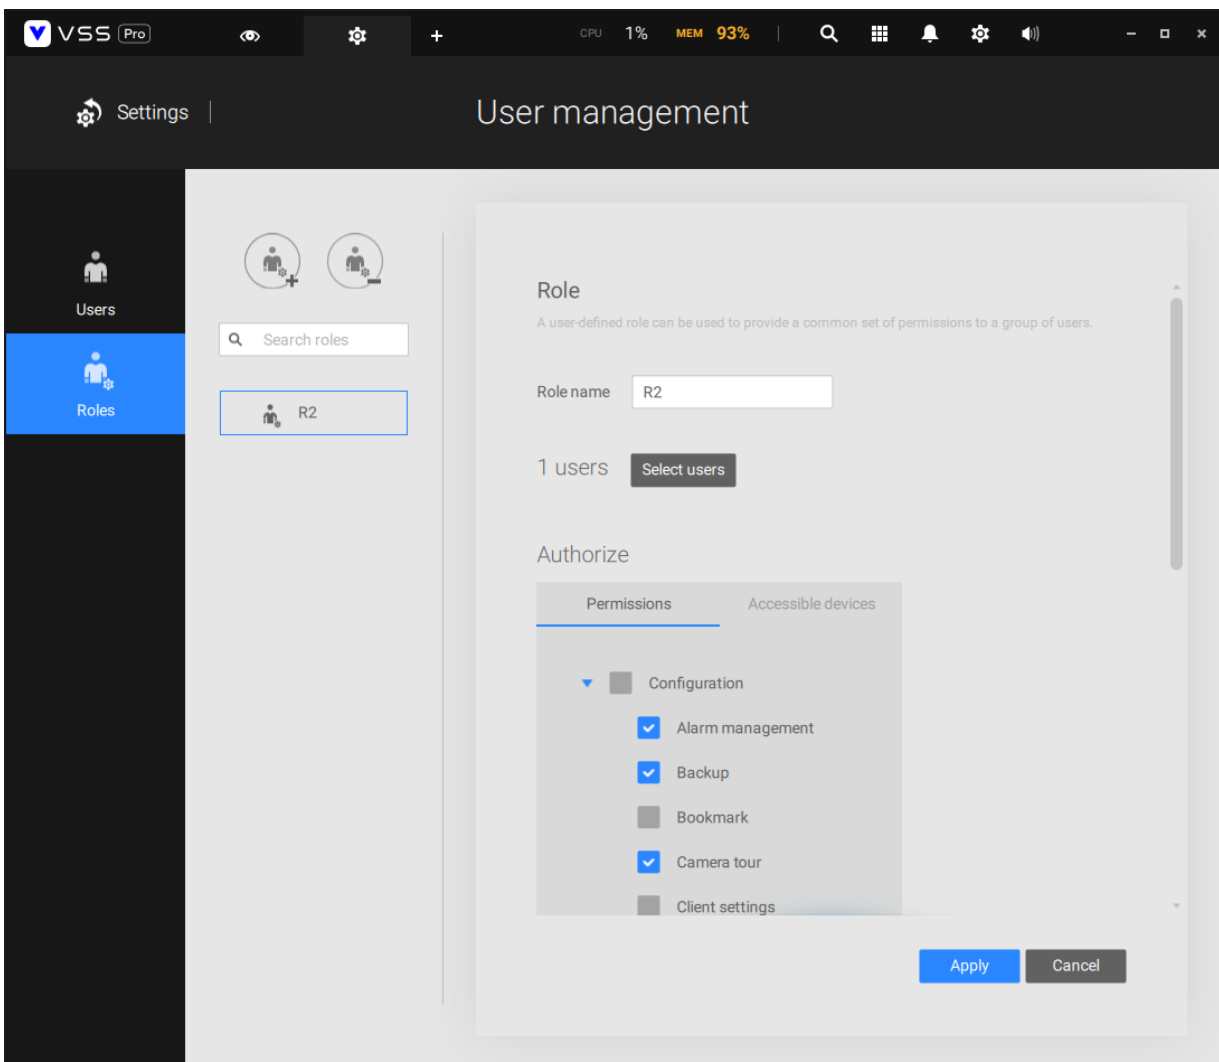 VSS Pro CPU 1% MEM 93%
Settings
User management
Users
Roles
Search roles
R2
Role
A user-defined role can be used to provide a common set of permissions to a group of users.
Role name R2
1 users Select users
Authorize
Permissions Accessible devices
Configuration
Alarm management
Backup
Bookmark
Camera tour
Client settings
Apply Cancel